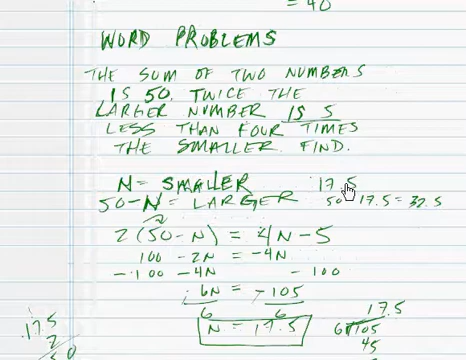 = 40
WORD PROBLEMS
THE SUM OF TWO NUMBERS
IS 50. TWICE THE
LARGER NUMBER IS 5
LESS THAN FOUR TIMES
THE SMALLER FIND.
N = SMALLER 17.5
50-N = LARGER 50 - 17.5 = 32.5
2(50-N) = 4N-5
100 -2N = -4N
-100 -4N -100
-6N = -105
6 6 17.5
N = 17.5 6 105
17.5 45
2